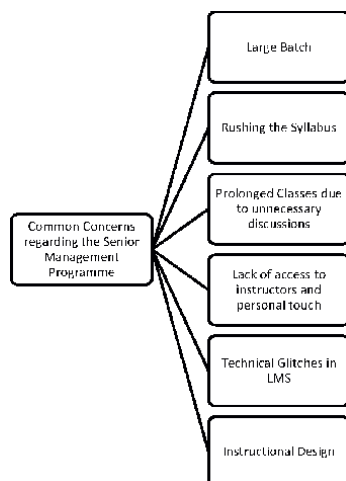 Large Batch
Rushing the Syllabus
Prolonged Classes due to
unnecessary
discussions
Common Concerns
regarding the Senior
Management
Programme
Lack of access to
instructors and
personal touch
Technical Glitches in
LMS
Instructional Design